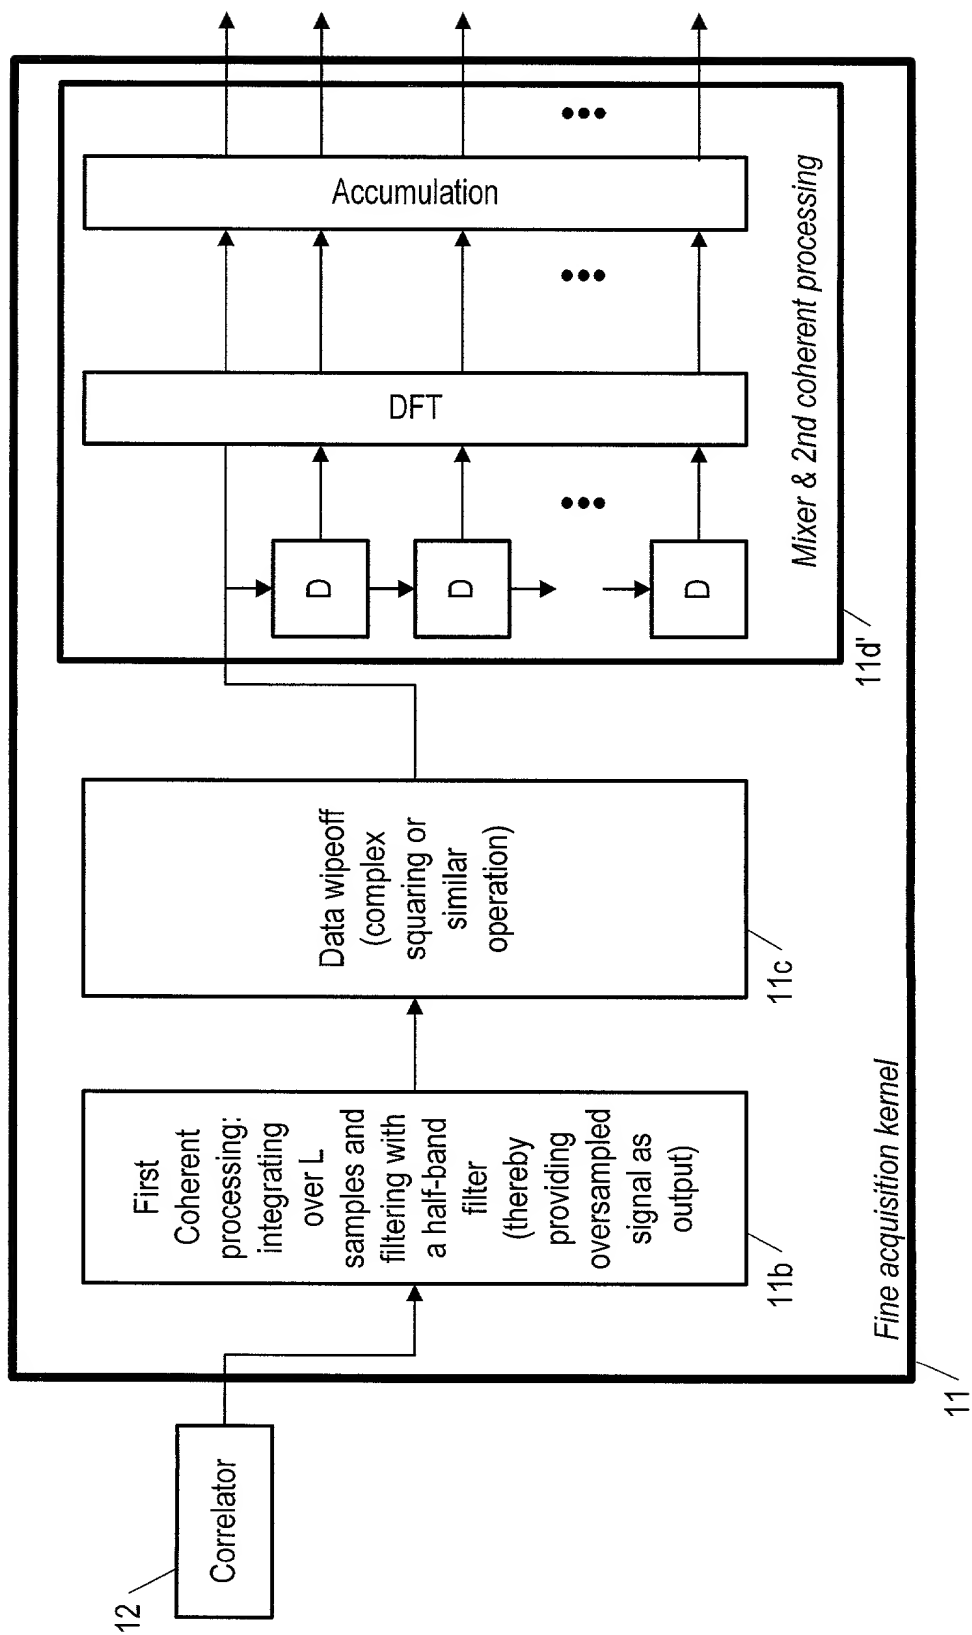 12
Correlator
First
Coherent
processing:
integrating
over L
samples and
filtering with
a half-band
filter
(thereby
providing
oversampled
signal as
output)
11b
Data wipeoff
(complex
squaring or
similar
operation)
11c
D
D
D
•••
DFT
•••
Accumulation
•••
Mixer & 2nd coherent processing
11d'
Fine acquisition kernel
11